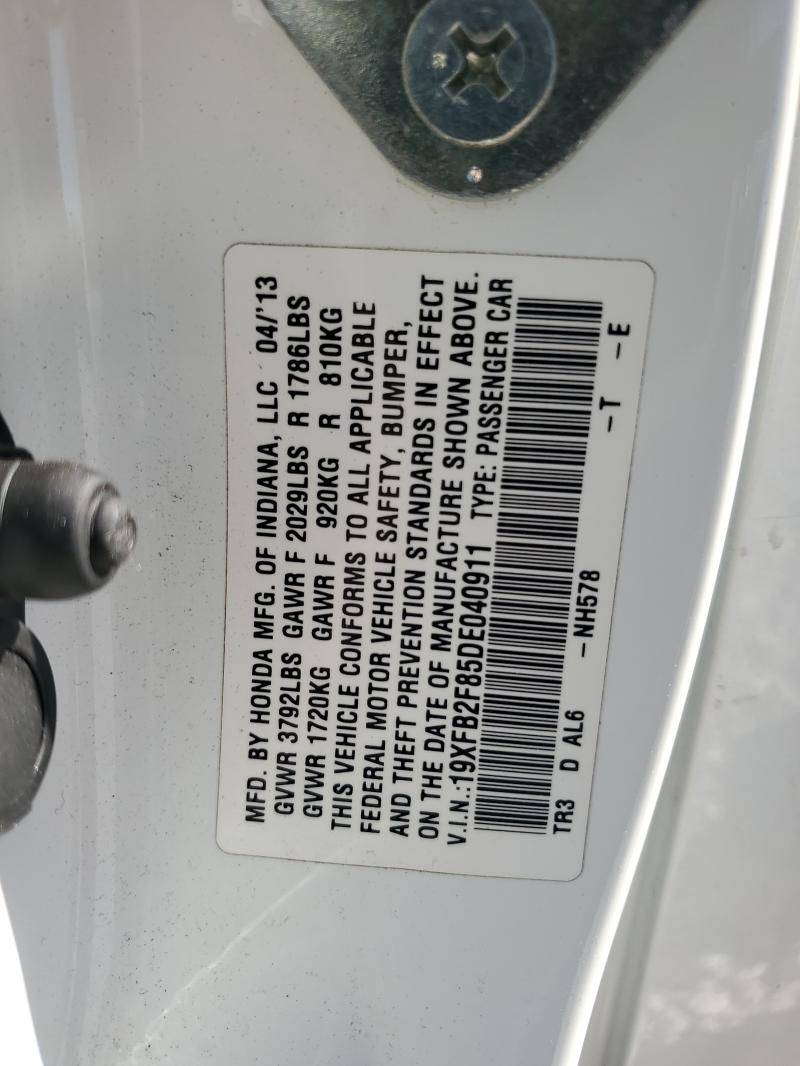 MFD. BY HONDA MFG. OF INDIANA, LLC 04/'13
GVWR 3792LBS GAWR F 2029LBS R 1786LBS
GVWR 1720KG GAWR F 920KG R 810KG
THIS VEHICLE CONFORMS TO ALL APPLICABLE
FEDERAL MOTOR VEHICLE SAFETY, BUMPER,
AND THEFT PREVENTION STANDARDS IN EFFECT
ON THE DATE OF MANUFACTURE SHOWN ABOVE.
V.I.N.:19XFB2F85DE040911 TYPE: PASSENGER CAR
TR3 D AL6 -NH578 -T -E